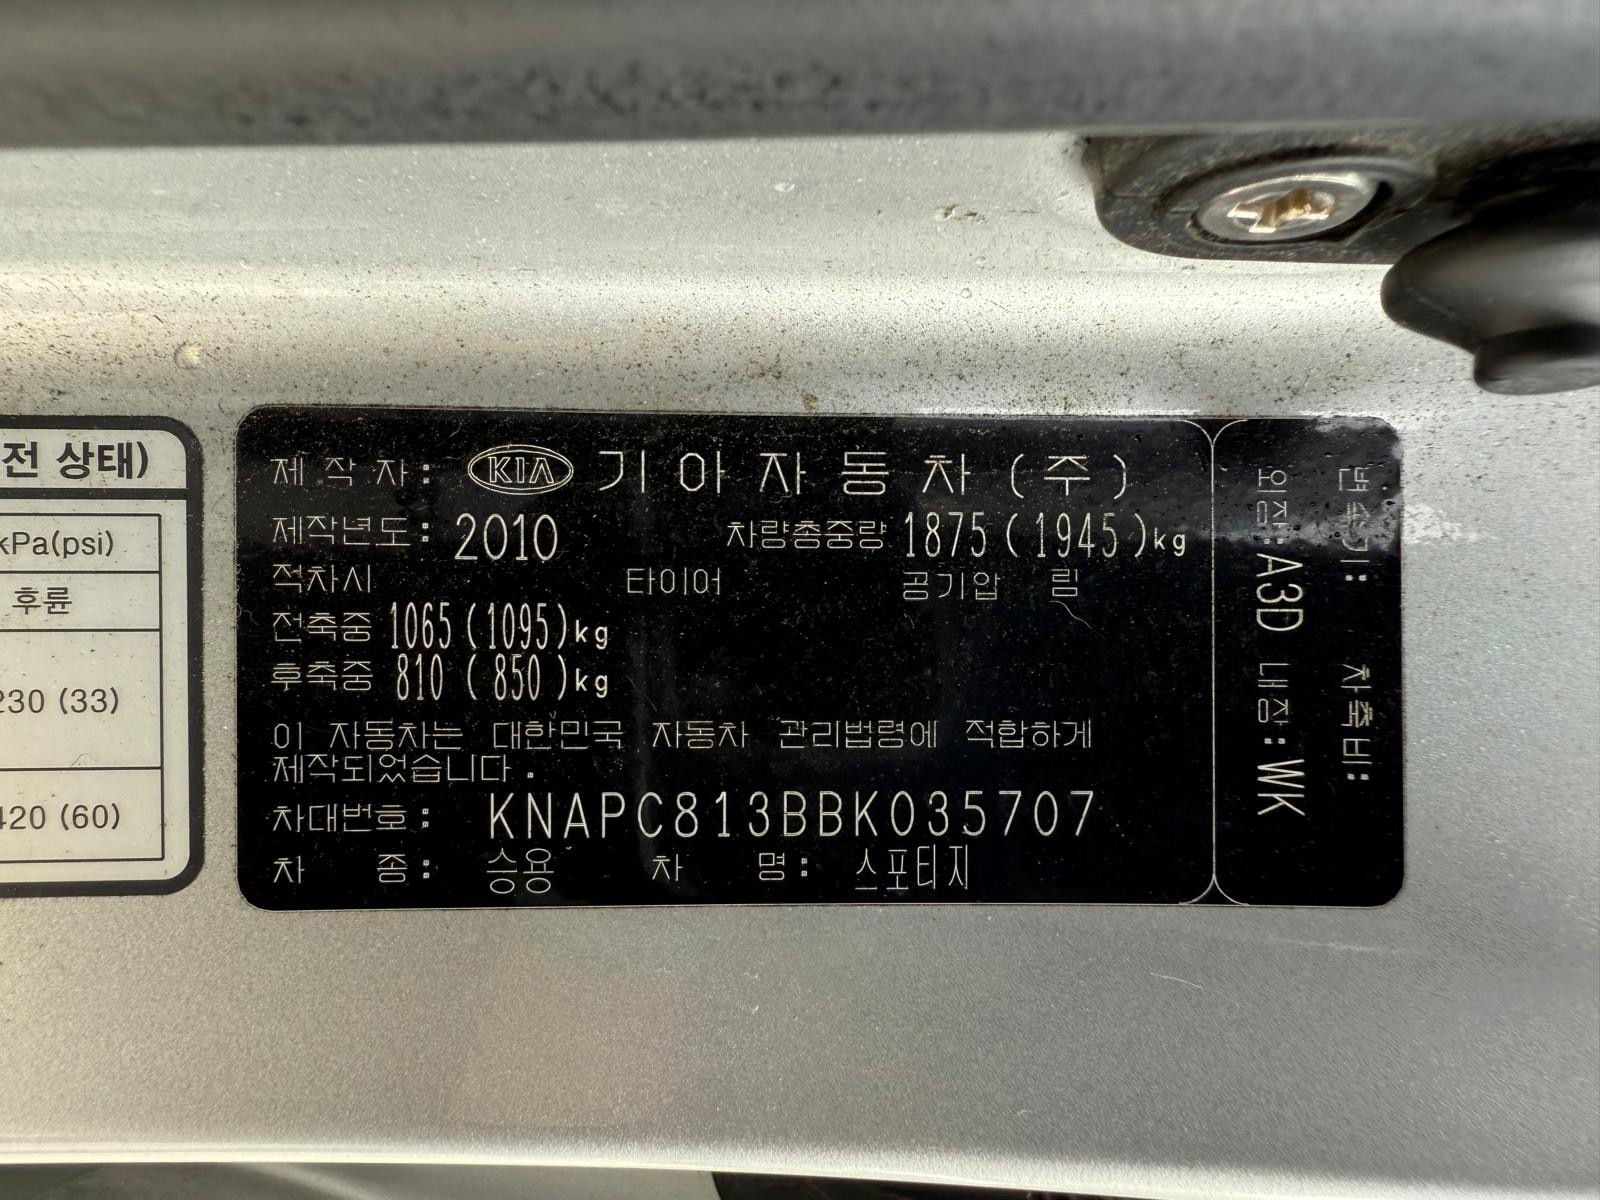 전 상태)
kPa(psi)
후륜
230 (33)
420 (60)
제 작 자 : KIA 기 아 자 동 차 ( 주 )
제작년도 : 2010 차량총중량 1875 ( 1945 ) kg
적차시 타이어 공기압 림
전축중 1065 ( 1095 ) kg
후축중 810 ( 850 ) kg
이 자동차는 대한민국 자동차 관리법령에 적합하게
제작되었습니다 .
차대번호 : KNAPC813BBK035707
차 종 : 승용 차 명 : 스포티지
변속기 : 차축비 :
외장 : A3D 내장 : WK